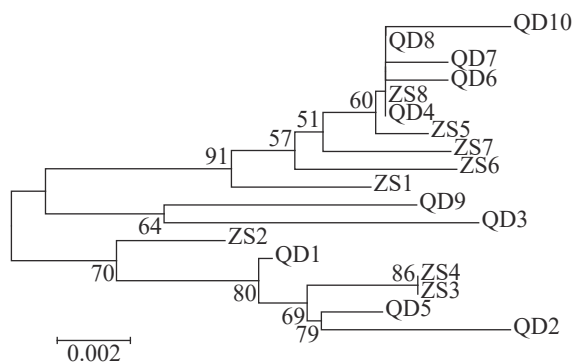 QD10
QD8
QD7
QD6
ZS8
60
QD4
ZS5
51
57
ZS7
91
ZS6
ZS1
QD9
64
QD3
ZS2
70
QD1
86
ZS4
80
ZS3
69
QD5
79
QD2
0.002